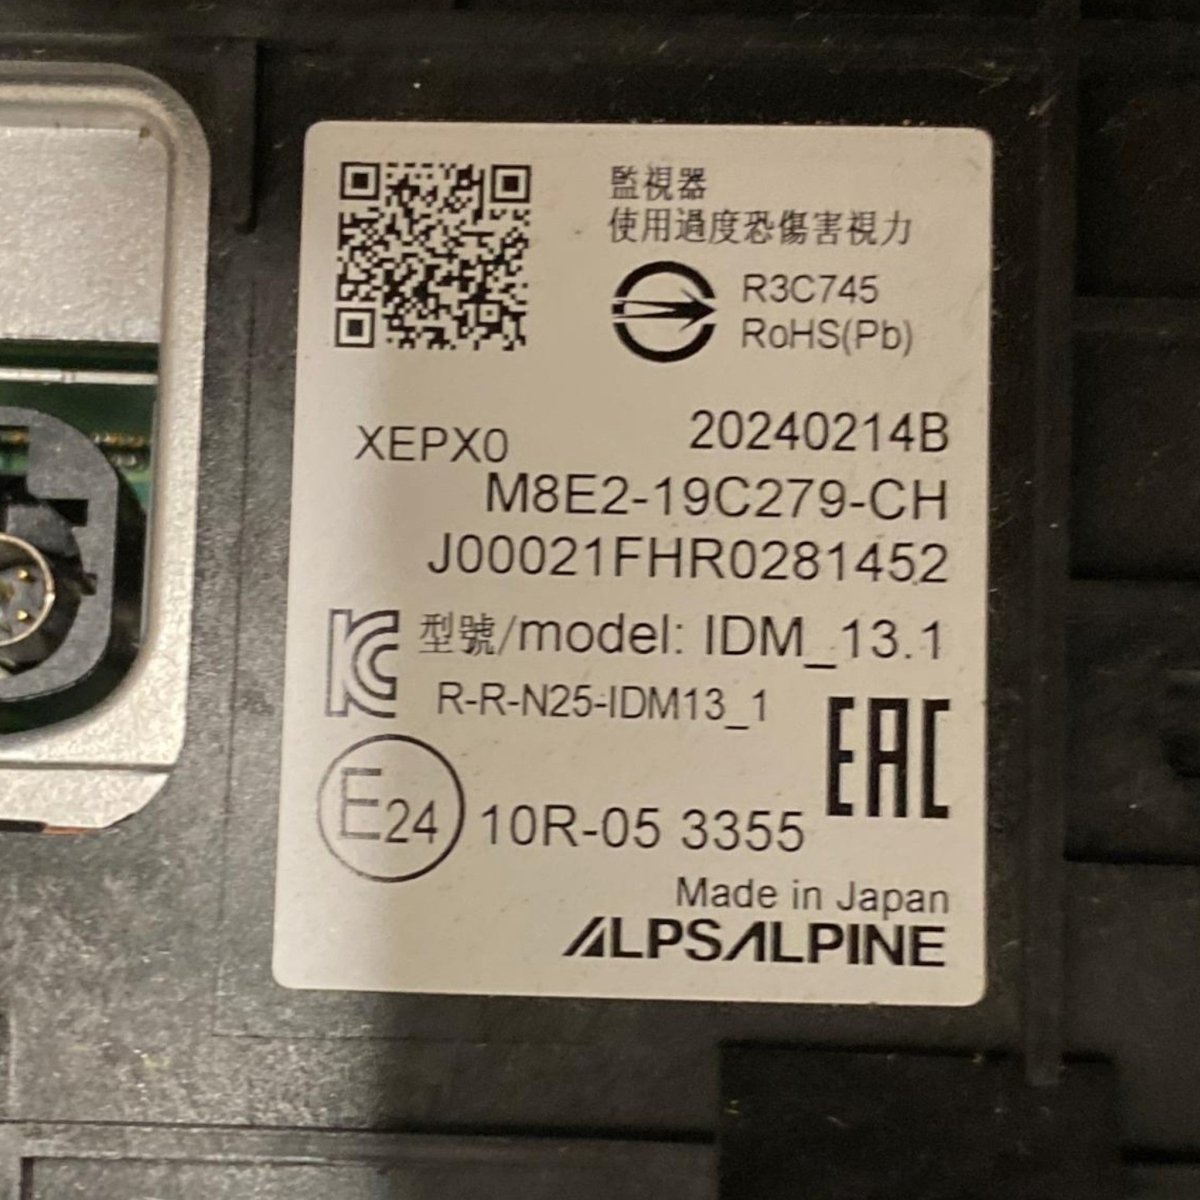 監視器
使用過度恐傷害視力
R3C745
RoHS(Pb)
XEPX0
20240214B
M8E2-19C279-CH
J00021FHR0281452
KC
型號/model: IDM_13.1
R-R-N25-IDM13_1
EAC
E24
10R-05 3355
Made in Japan
ALPSALPINE